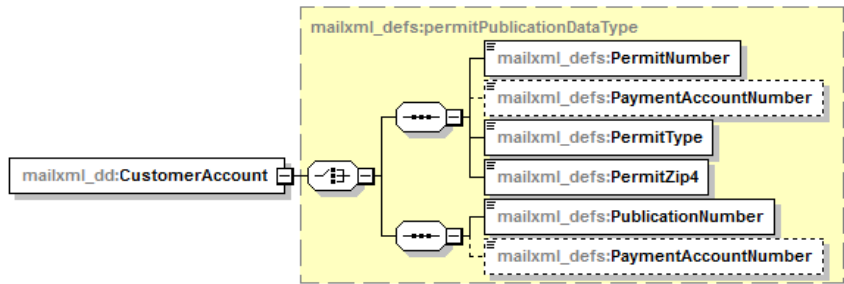 mailxml_defs:permitPublicationDataType
mailxml_defs:PermitNumber
mailxml_defs:PaymentAccountNumber
mailxml_defs:PermitType
mailxml_dd:CustomerAccount
mailxml_defs:PermitZip4
mailxml_defs:PublicationNumber
mailxml_defs:PaymentAccountNumber